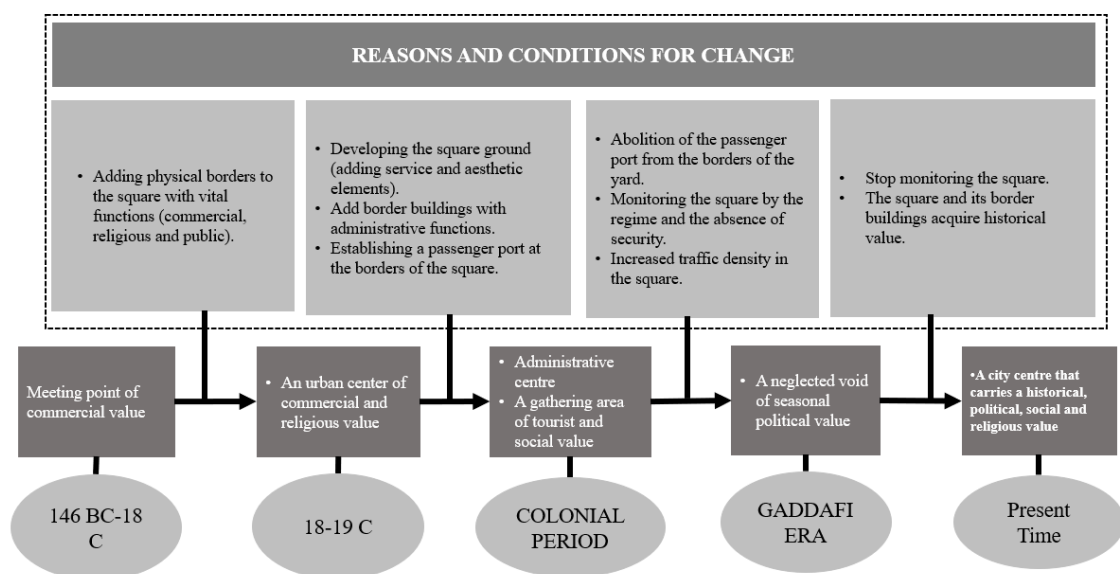 REASONS AND CONDITIONS FOR CHANGE
• Adding physical borders to
the square with vital
functions (commercial,
religious and public).
• Developing the square ground
(adding service and aesthetic
elements).
• Add border buildings with
administrative functions.
• Establishing a passenger port at
the borders of the square.
• Abolition of the passenger
port from the borders of the
yard.
• Monitoring the square by the
regime and the absence of
security.
• Increased traffic density in
the square.
• Stop monitoring the square.
• The square and its border
buildings acquire historical
value.
Meeting point of
commercial value
• An urban center of
commercial and
religious value
• Administrative
centre
• A gathering area
of tourist and
social value
• A neglected void
of seasonal
political value
•A city centre that
carries a historical,
political, social and
religious value
146 BC-18
C
18-19 C
COLONIAL
PERIOD
GADDAFI
ERA
Present
Time